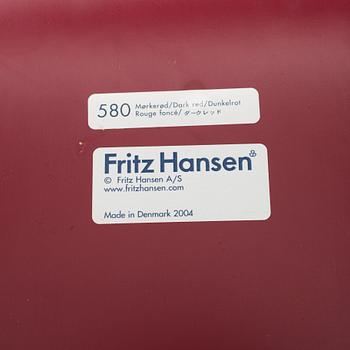 580 Mørkerød/Dark red/Dunkelrot
Rouge foncé/ダークレッド
Fritz Hansen
© Fritz Hansen A/S
www.fritzhansen.com
Made in Denmark 2004